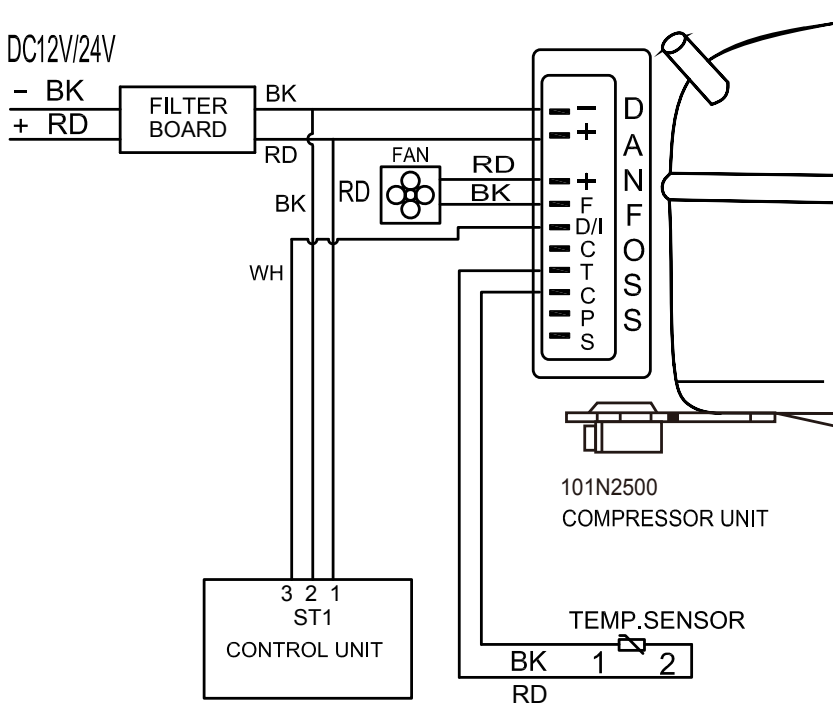 DC12V/24V
− BK
+ RD
FILTER
BOARD
BK
RD
BK
FAN
RD
RD
BK
WH
−
+
+
F
D/I
C
T
C
P
S
DANFOSS
101N2500
COMPRESSOR UNIT
3 2 1
ST1
CONTROL UNIT
TEMP.SENSOR
BK 1 2
RD